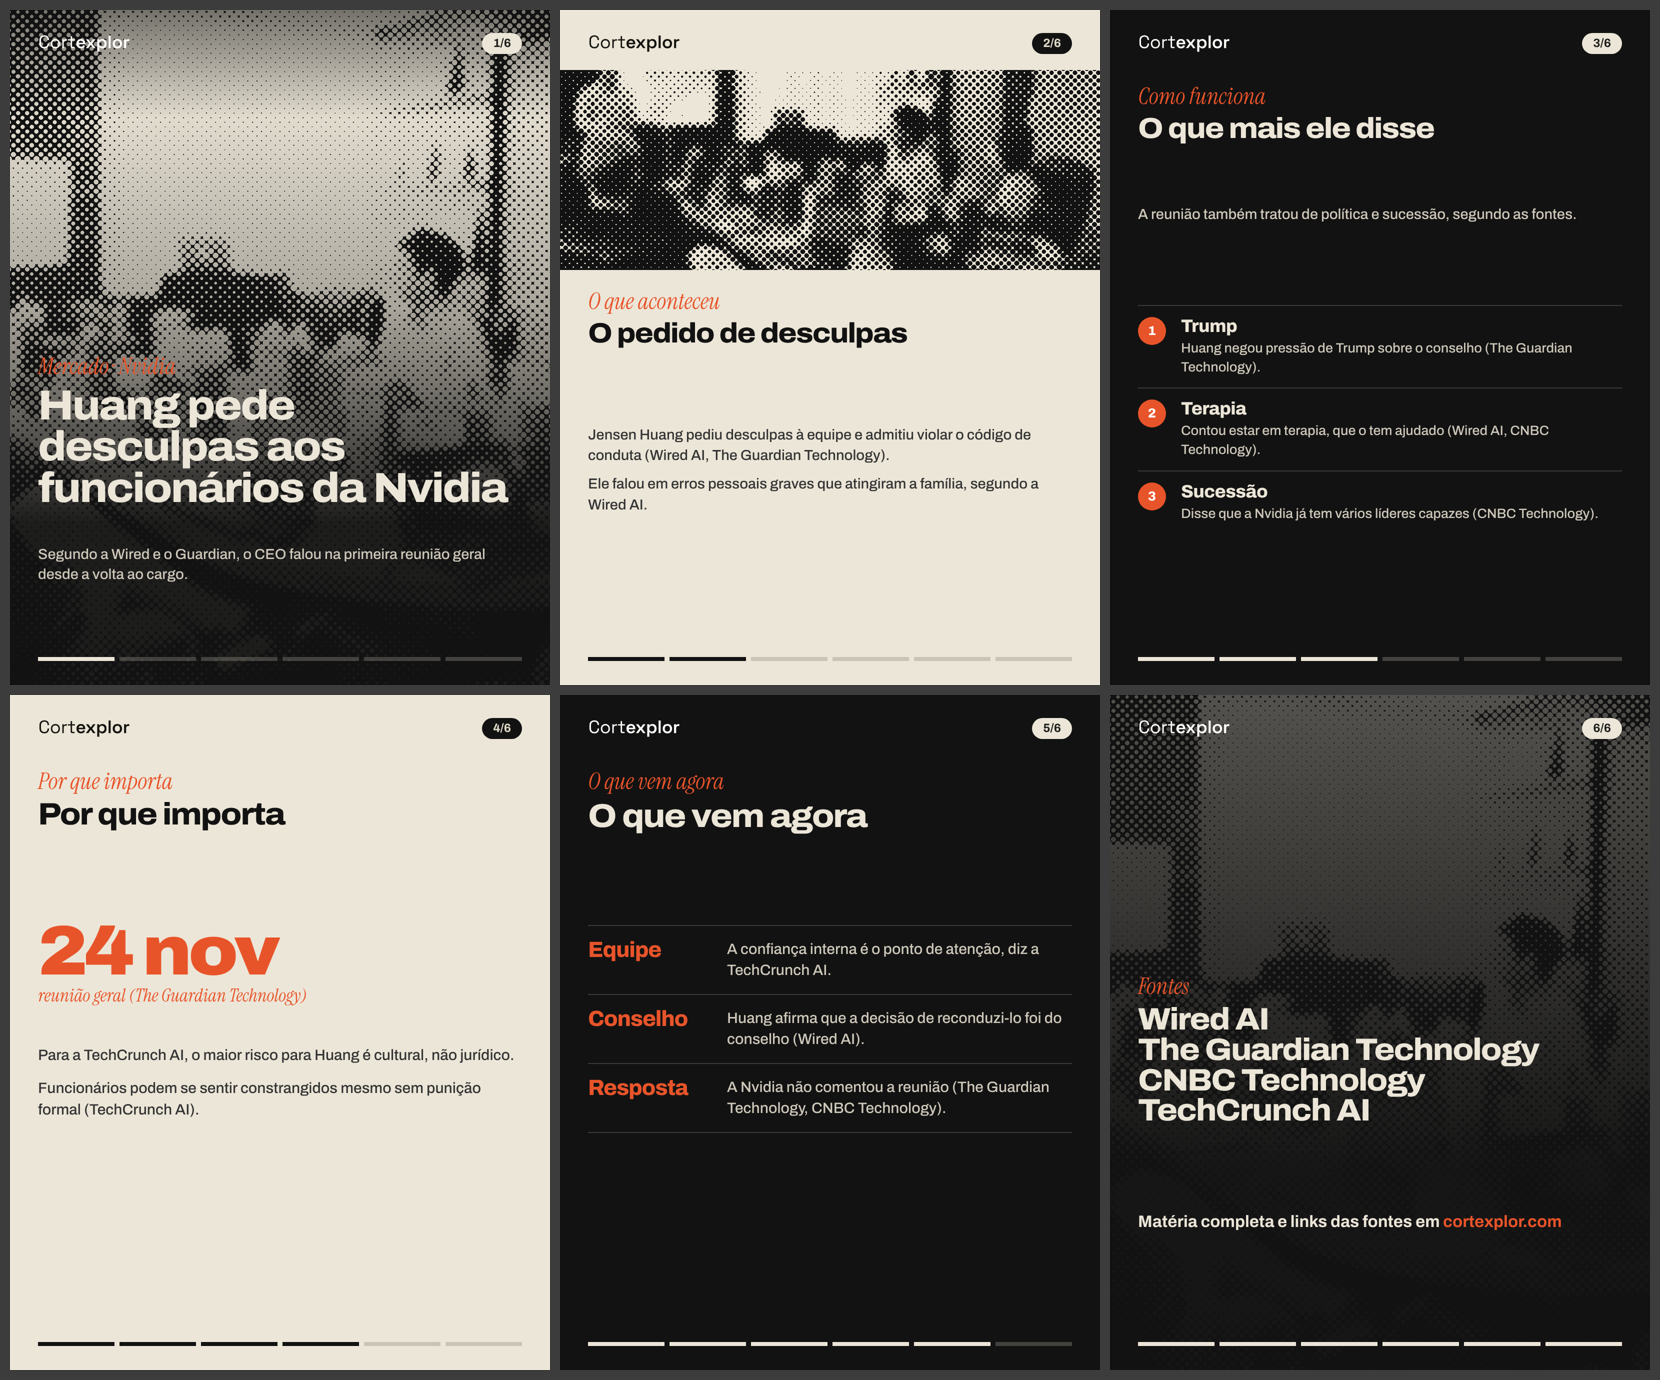 Cortexplor
1/6
Mercado · Nvidia
Huang pede
desculpas aos
funcionários da Nvidia
Segundo a Wired e o Guardian, o CEO falou na primeira reunião geral
desde a volta ao cargo.
Cortexplor
2/6
O que aconteceu
O pedido de desculpas
Jensen Huang pediu desculpas à equipe e admitiu violar o código de
conduta (Wired AI, The Guardian Technology).
Ele falou em erros pessoais graves que atingiram a família, segundo a
Wired AI.
Cortexplor
3/6
Como funciona
O que mais ele disse
A reunião também tratou de política e sucessão, segundo as fontes.
1
Trump
Huang negou pressão de Trump sobre o conselho (The Guardian
Technology).
2
Terapia
Contou estar em terapia, que o tem ajudado (Wired AI, CNBC
Technology).
3
Sucessão
Disse que a Nvidia já tem vários líderes capazes (CNBC Technology).
Cortexplor
4/6
Por que importa
Por que importa
24 nov
reunião geral (The Guardian Technology)
Para a TechCrunch AI, o maior risco para Huang é cultural, não jurídico.
Funcionários podem se sentir constrangidos mesmo sem punição
formal (TechCrunch AI).
Cortexplor
5/6
O que vem agora
O que vem agora
Equipe
A confiança interna é o ponto de atenção, diz a
TechCrunch AI.
Conselho
Huang afirma que a decisão de reconduzi-lo foi do
conselho (Wired AI).
Resposta
A Nvidia não comentou a reunião (The Guardian
Technology, CNBC Technology).
Cortexplor
6/6
Fontes
Wired AI
The Guardian Technology
CNBC Technology
TechCrunch AI
Matéria completa e links das fontes em cortexplor.com